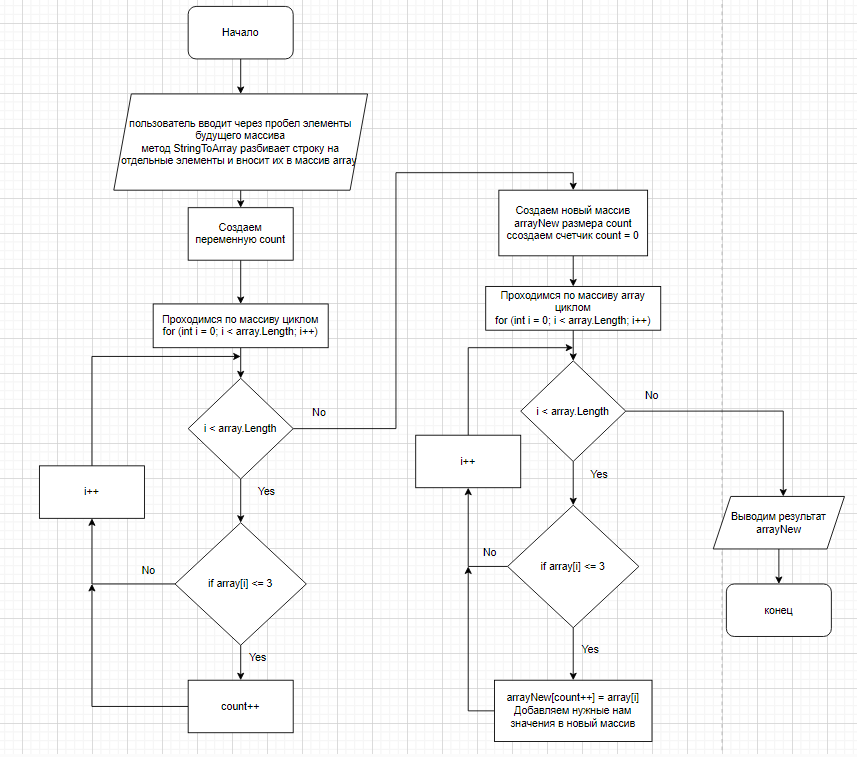 Начало
пользователь вводит через пробел элементы
будущего массива
метод StringToArray разбивает строку на
отдельные элементы и вносит их в массив array
Создаем
переменную count
Проходимся по массиву циклом
for (int i = 0; i < array.Length; i++)
i < array.Length
No
Yes
i++
if array[i] <= 3
No
Yes
count++
Создаем новый массив
arrayNew размера count
ссоздаем счетчик count = 0
Проходимся по массиву array
циклом
for (int i = 0; i < array.Length; i++)
i < array.Length
No
Yes
i++
if array[i] <= 3
No
Yes
arrayNew[count++] = array[i]
Добавляем нужные нам
значения в новый массив
Выводим результат
arrayNew
конец